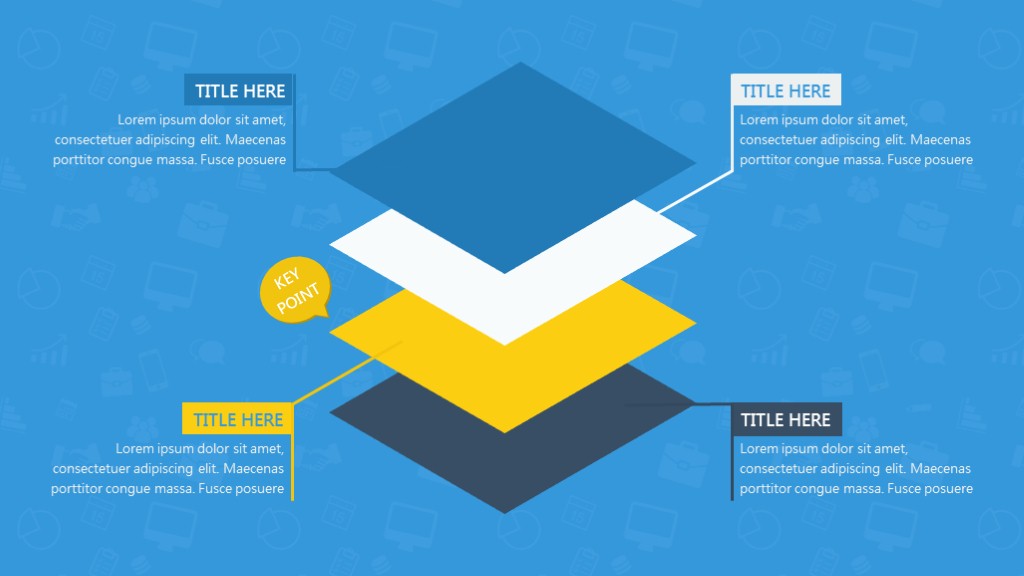 TITLE HERE
Lorem ipsum dolor sit amet,
consectetuer adipiscing elit. Maecenas
porttitor congue massa. Fusce posuere
TITLE HERE
Lorem ipsum dolor sit amet,
consectetuer adipiscing elit. Maecenas
porttitor congue massa. Fusce posuere
KEY
POINT
TITLE HERE
Lorem ipsum dolor sit amet,
consectetuer adipiscing elit. Maecenas
porttitor congue massa. Fusce posuere
TITLE HERE
Lorem ipsum dolor sit amet,
consectetuer adipiscing elit. Maecenas
porttitor congue massa. Fusce posuere